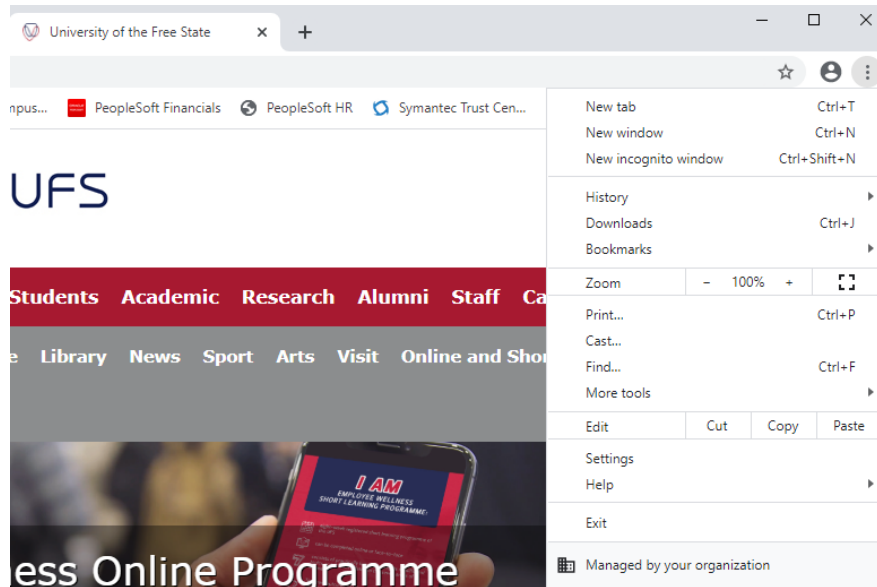 University of the Free State
mpus... PeopleSoft Financials PeopleSoft HR Symantec Trust Cen...
UFS
Students Academic Research Alumni Staff Ca
e Library News Sport Arts Visit Online and Shor
I AM
EMPLOYEE WELLNESS
SHORT LEARNING PROGRAMME:
ness Online Programme
New tab Ctrl+T
New window Ctrl+N
New incognito window Ctrl+Shift+N
History
Downloads Ctrl+J
Bookmarks
Zoom - 100% +
Print... Ctrl+P
Cast...
Find... Ctrl+F
More tools
Edit Cut Copy Paste
Settings
Help
Exit
Managed by your organization